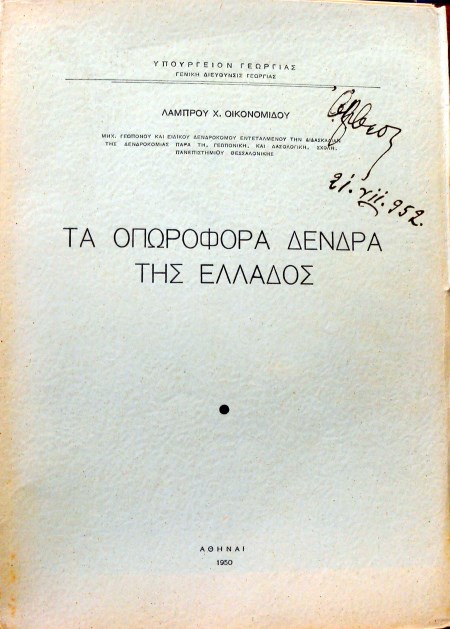 ΥΠΟΥΡΓΕΙΟΝ ΓΕΩΡΓΙΑΣ
ΓΕΝΙΚΗ ΔΙΕΥΘΥΝΣΙΣ ΓΕΩΡΓΙΑΣ
ΛΑΜΠΡΟΥ Χ. ΟΙΚΟΝΟΜΙΔΟΥ
ΜΗΧ. ΓΕΩΠΟΝΟΥ ΚΑΙ ΕΙΔΙΚΟΥ ΔΕΝΔΡΟΚΟΜΟΥ ΕΝΤΕΤΑΛΜΕΝΟΥ ΤΗΝ ΔΙΔΑΣΚΑΛΙΑΝ
ΤΗΣ ΔΕΝΔΡΟΚΟΜΙΑΣ ΠΑΡΑ ΤΗ, ΓΕΩΠΟΝΙΚΗ, ΚΑΙ ΔΑΣΟΛΟΓΙΚΗ, ΣΧΟΛΗ,
ΠΑΝΕΠΙΣΤΗΜΙΟΥ ΘΕΣΣΑΛΟΝΙΚΗΣ
21.vii.952.
ΤΑ ΟΠΩΡΟΦΟΡΑ ΔΕΝΔΡΑ
ΤΗΣ ΕΛΛΑΔΟΣ
ΑΘΗΝΑΙ
1950